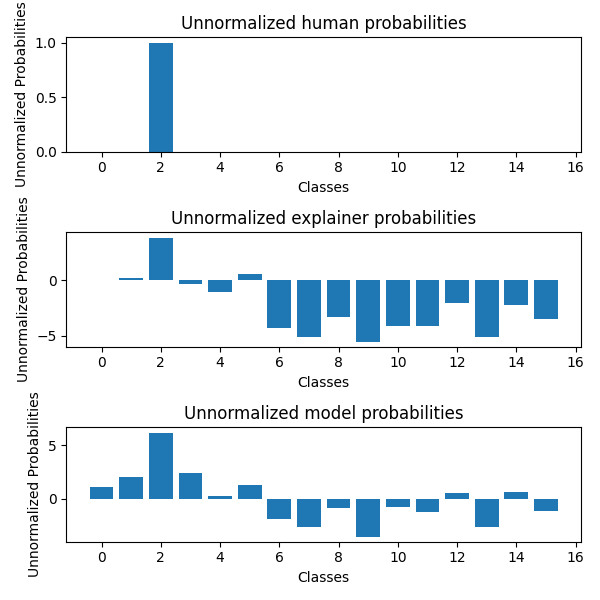 Unnormalized human probabilities
Unnormalized Probabilities
1.0
0.5
0.0
0 2 4 6 8 10 12 14 16
Classes
Unnormalized explainer probabilities
Unnormalized Probabilities
0
−5
0 2 4 6 8 10 12 14 16
Classes
Unnormalized model probabilities
Unnormalized Probabilities
5
0
0 2 4 6 8 10 12 14 16
Classes